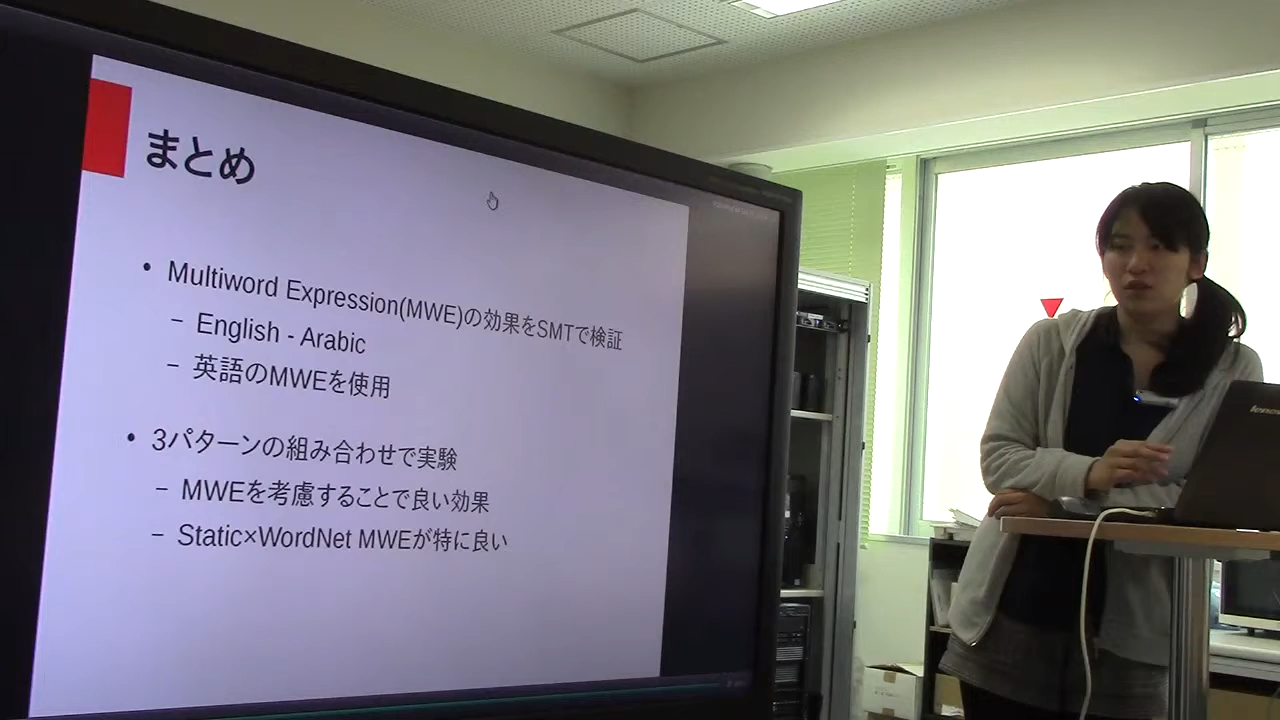 まとめ
• Multiword Expression(MWE)の効果をSMTで検証
– English - Arabic
– 英語のMWEを使用
• 3パターンの組み合わせで実験
– MWEを考慮することで良い効果
– Static×WordNet MWEが特に良い
lenovo